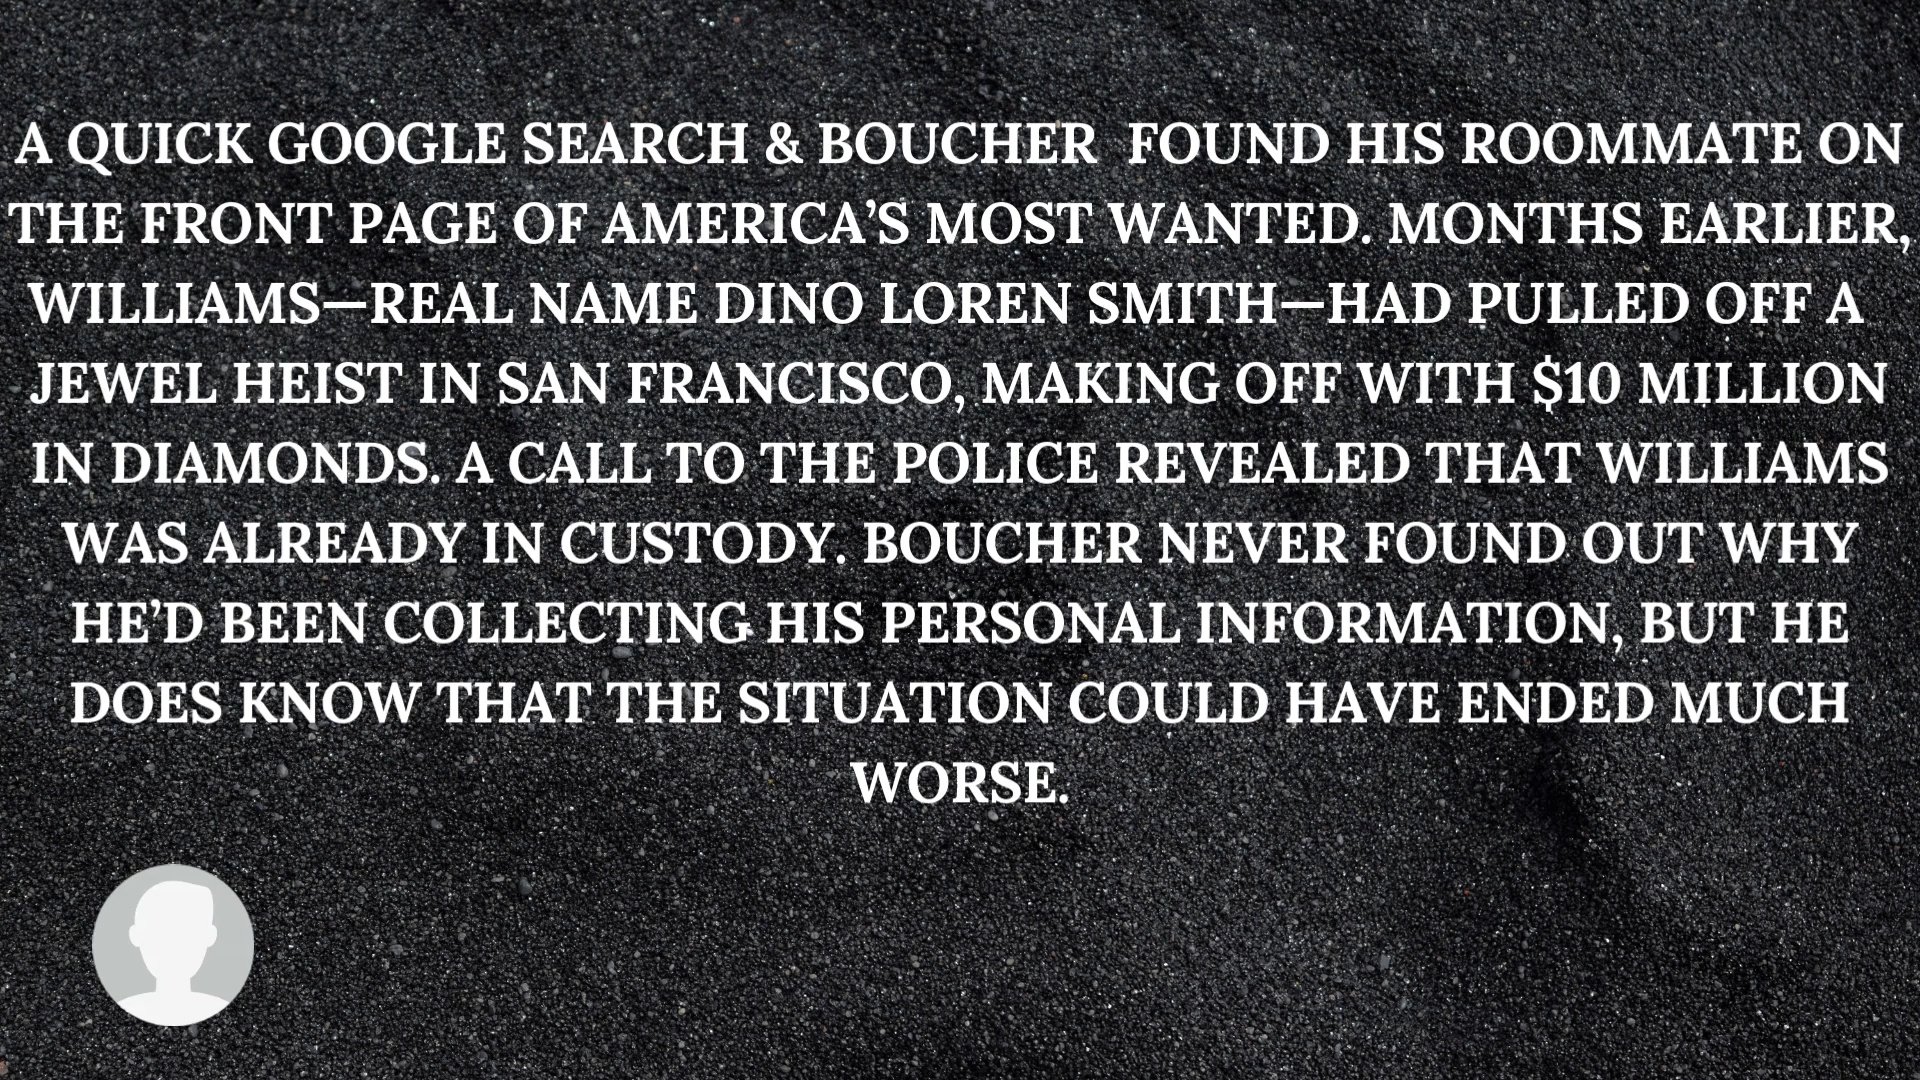 A QUICK GOOGLE SEARCH & BOUCHER  FOUND HIS ROOMMATE ON
THE FRONT PAGE OF AMERICA’S MOST WANTED. MONTHS EARLIER,
WILLIAMS—REAL NAME DINO LOREN SMITH—HAD PULLED OFF A
JEWEL HEIST IN SAN FRANCISCO, MAKING OFF WITH $10 MILLION
IN DIAMONDS. A CALL TO THE POLICE REVEALED THAT WILLIAMS
WAS ALREADY IN CUSTODY. BOUCHER NEVER FOUND OUT WHY
HE’D BEEN COLLECTING HIS PERSONAL INFORMATION, BUT HE
DOES KNOW THAT THE SITUATION COULD HAVE ENDED MUCH
WORSE.